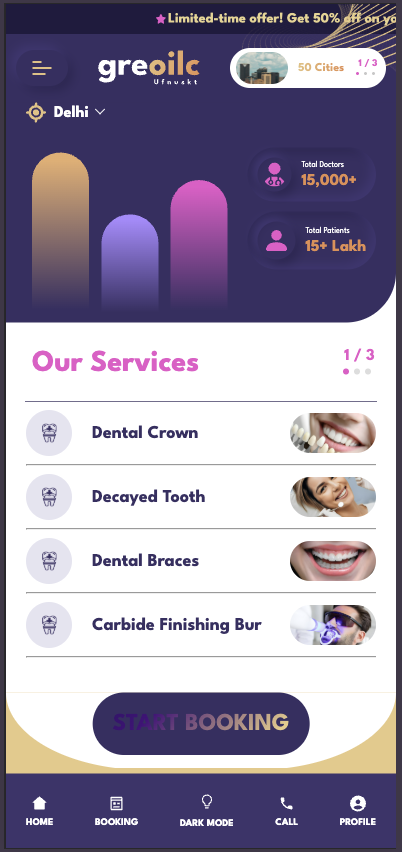 Limited-time offer! Get 50% off on yo
greoilc
Ufnuskt
50 Cities
1 / 3
Delhi
Total Doctors
15,000+
Total Patients
15+ Lakh
Our Services
1 / 3
Dental Crown
Decayed Tooth
Dental Braces
Carbide Finishing Bur
START BOOKING
HOME
BOOKING
DARK MODE
CALL
PROFILE